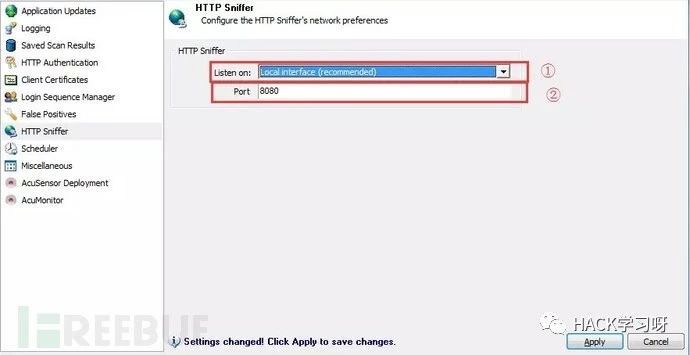 Application Updates
Logging
Saved Scan Results
HTTP Authentication
Client Certificates
Login Sequence Manager
False Positives
HTTP Sniffer
Scheduler
Miscellaneous
AcuSensor Deployment
AcuMonitor
HTTP Sniffer
Configure the HTTP Sniffer's network preferences
HTTP Sniffer
Listen on: Local interface (recommended) ①
Port 8080 ②
Settings changed! Click Apply to save changes.
Apply Cancel
FREEBUF
HACK学习呀